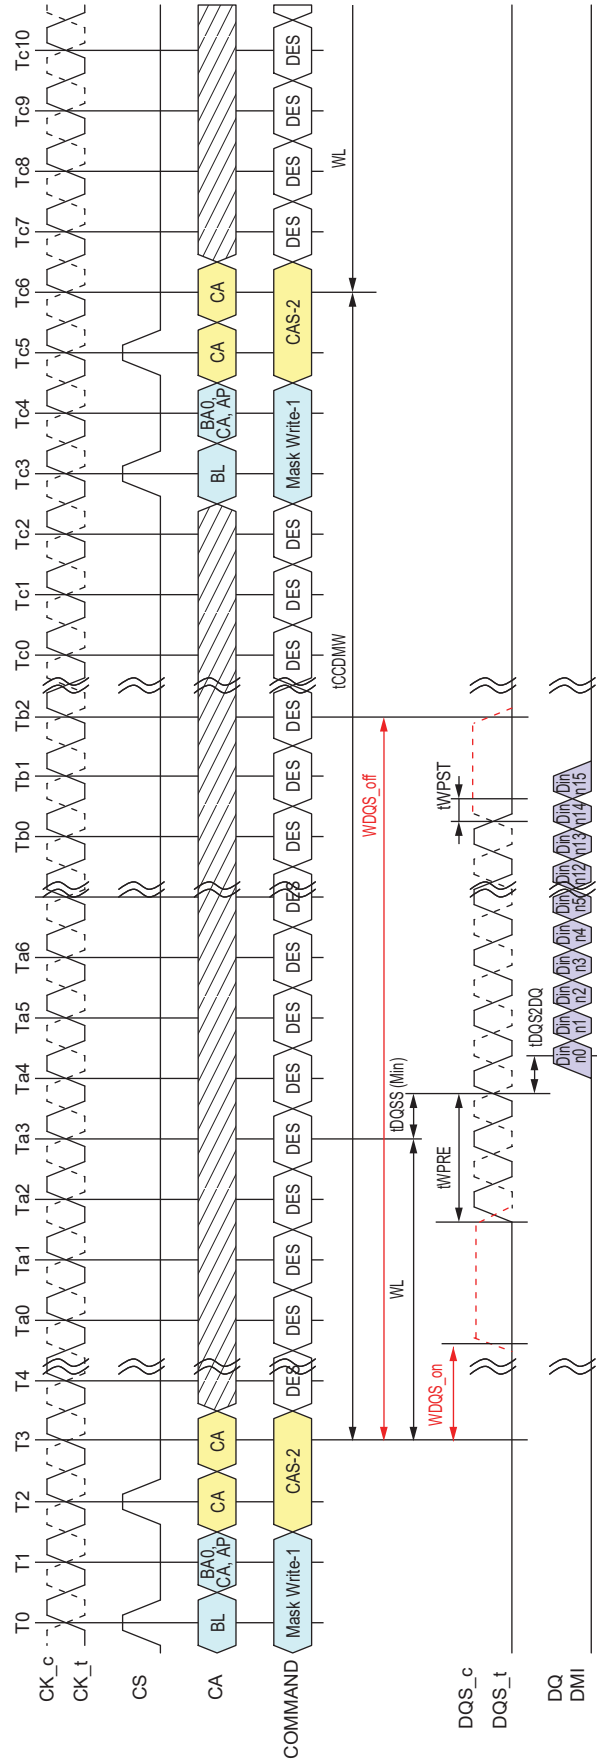 T0 T1 T2 T3 T4 Ta0 Ta1 Ta2 Ta3 Ta4 Ta5 Ta6 Tb0 Tb1 Tb2 Tc0 Tc1 Tc2 Tc3 Tc4 Tc5 Tc6 Tc7 Tc8 Tc9 Tc10
CK_c
CK_t
CS
CA
BL
BA0,
CA, AP
CA
CA
BL
BA0,
CA, AP
CA
CA
COMMAND
Mask Write-1
CAS-2
DES DES DES DES DES DES DES DES DES DES DES DES DES DES DES
Mask Write-1
CAS-2
DES DES DES DES
tCCDMW
WL
WDQS_off
WL
tDQSS (Min)
WDQS_on
tWPRE
tWPST
DQS_c
DQS_t
tDQS2DQ
DQ
DMI
Din
n0
Din
n1
Din
n2
Din
n3
Din
n4
Din
n5
Din
n12
Din
n13
Din
n14
Din
n15